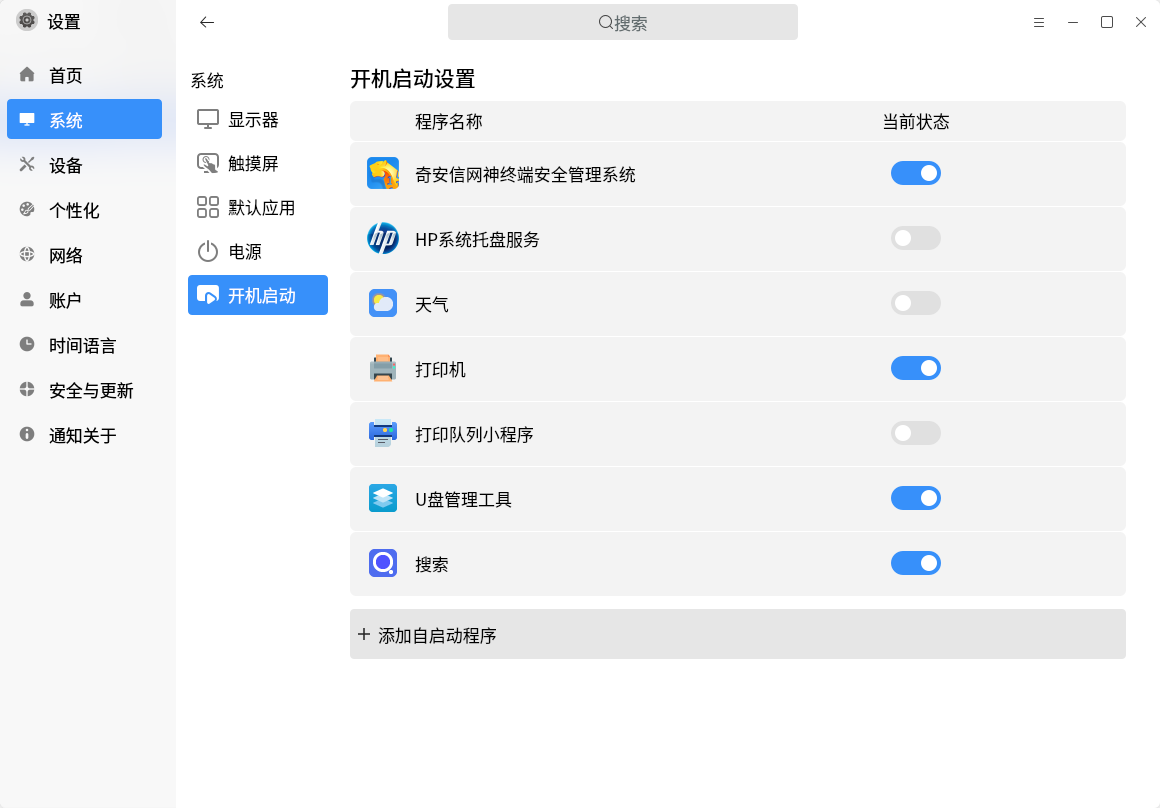 设置
搜索
首页
系统
设备
个性化
网络
账户
时间语言
安全与更新
通知关于
系统
显示器
触摸屏
默认应用
电源
开机启动
开机启动设置
程序名称 当前状态
奇安信网神终端安全管理系统
hp HP系统托盘服务
天气
打印机
打印队列小程序
U盘管理工具
搜索
添加自启动程序